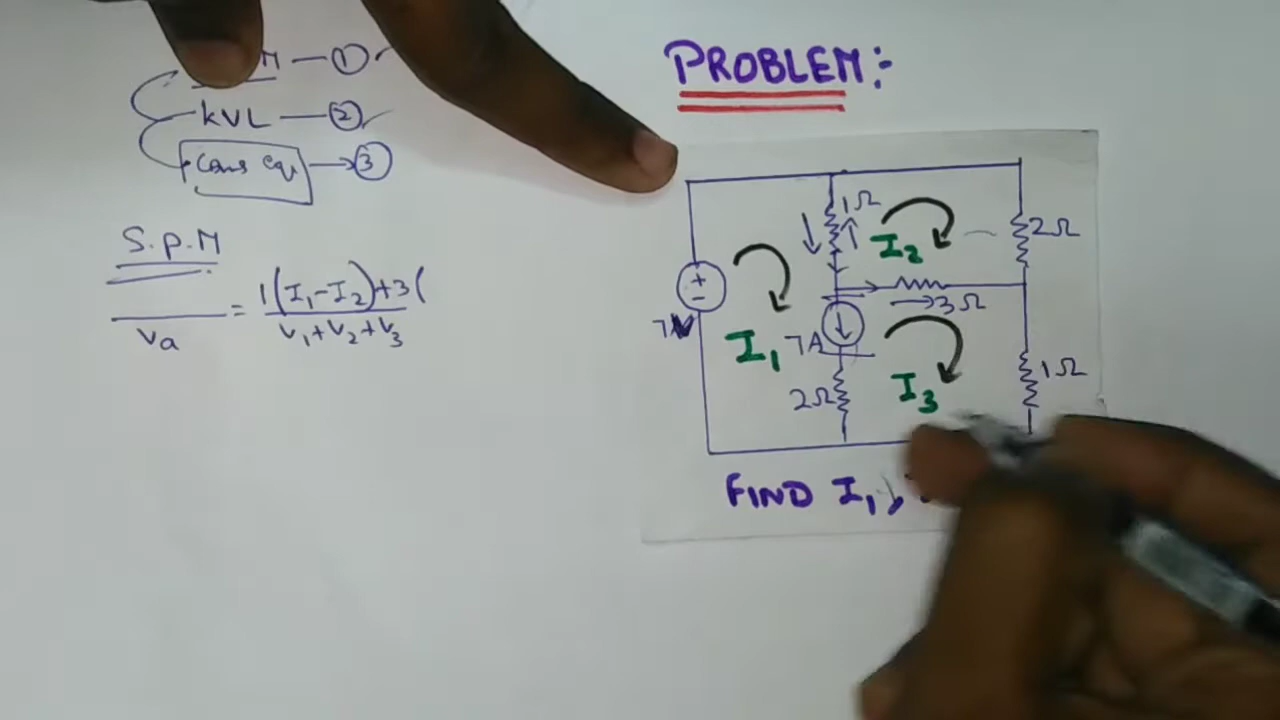 M — ①
KVL — ②
Cons eq → ③
S.P.M
Va = 1(I₁-I₂)+3(
V₁+V₂+V₃
PROBLEM:-
1Ω
I₂
2Ω
3Ω
7V
I₁
7A
I₃
2Ω
1Ω
FIND I₁,